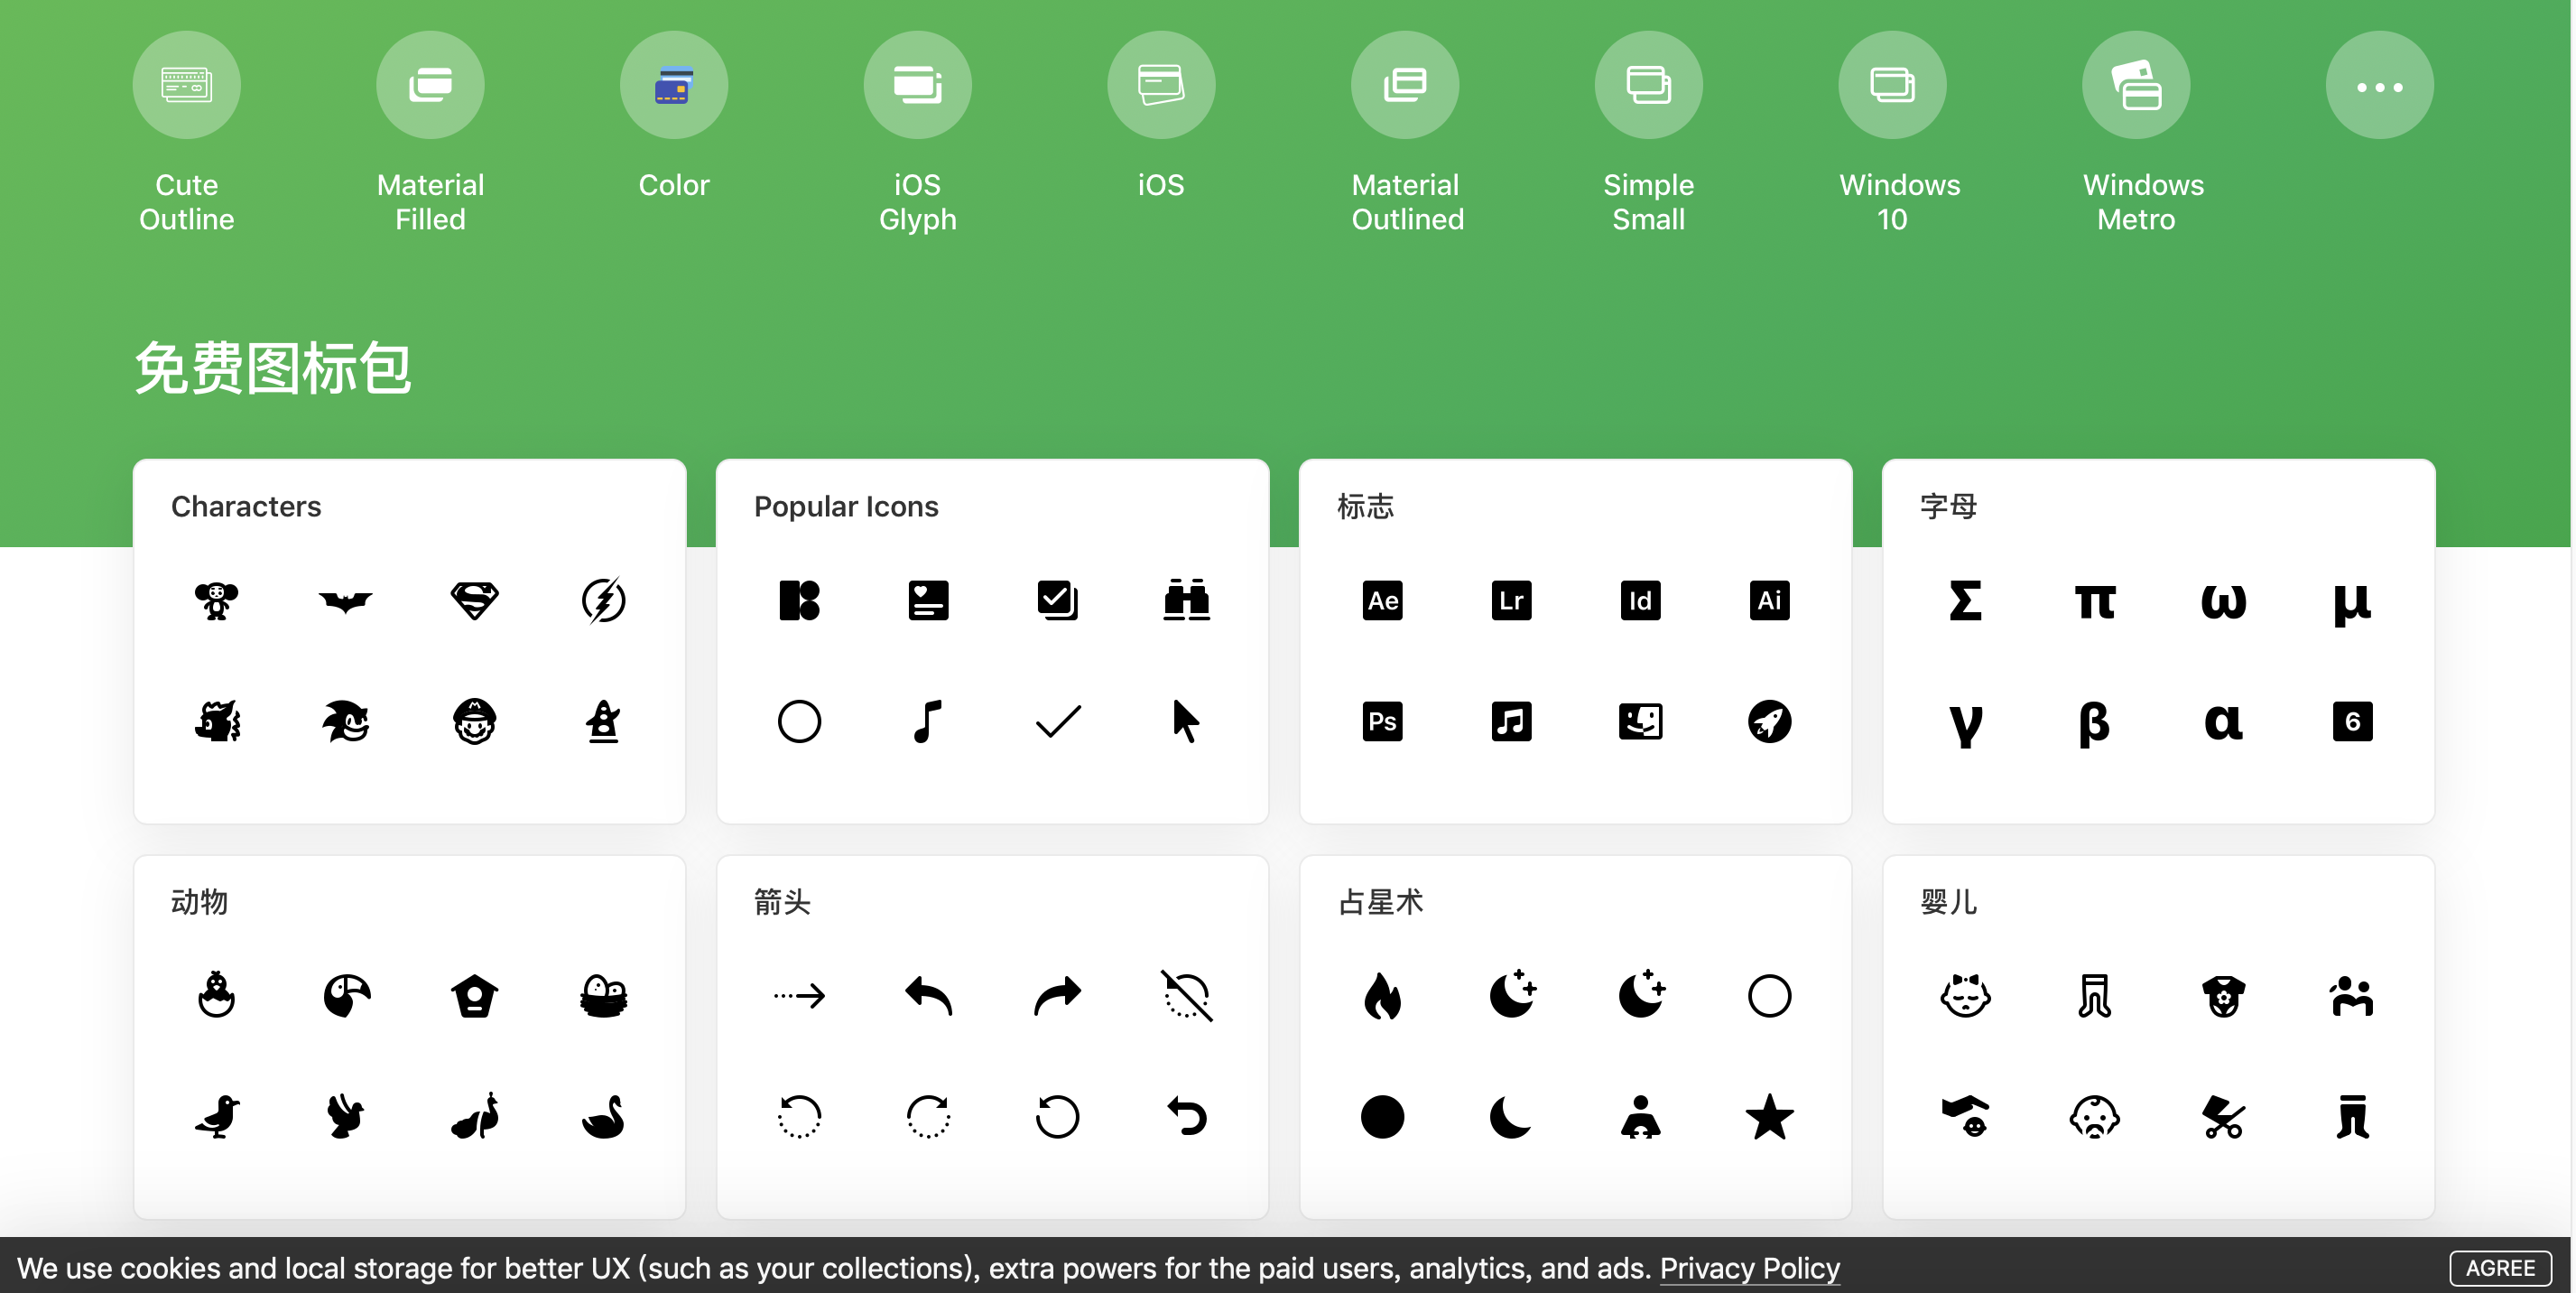 Cute
Outline
Material
Filled
Color
iOS
Glyph
iOS
Material
Outlined
Simple
Small
Windows
10
Windows
Metro
免费图标包
Characters
Popular Icons
标志
字母
Ae Lr Id Ai
Σ π ω μ
Ps
γ β α 6
动物
箭头
占星术
婴儿
We use cookies and local storage for better UX (such as your collections), extra powers for the paid users, analytics, and ads. Privacy Policy
AGREE